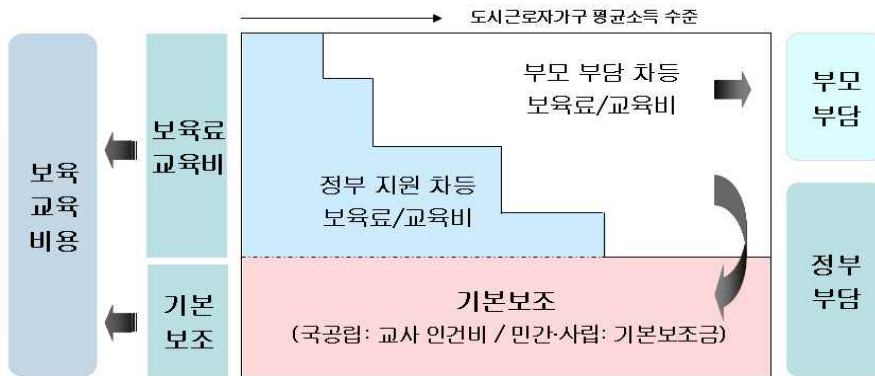 도시근로자가구 평균소득 수준
보육
교육
비용
보육료
교육비
기본
보조
부모 부담 차등
보육료/교육비
정부 지원 차등
보육료/교육비
기본보조
(국공립: 교사 인건비 / 민간·사립: 기본보조금)
부모
부담
정부
부담